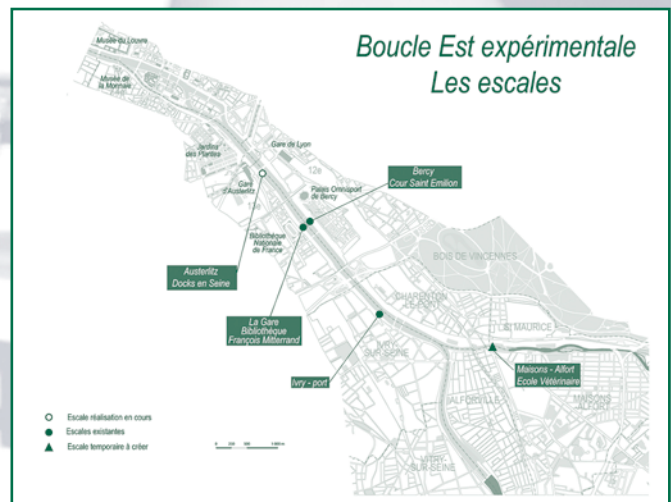 Boucle Est expérimentale
Les escales
Musée du Louvre
Musée de
la Monnaie
Jardins
des Plantes
Gare de Lyon
12e
Gare
d'Austerlitz
13e
Palais Omnisport
de Bercy
Bercy
Cour Saint Emilion
Bibliothèque
Nationale
de France
Austerlitz
Docks en Seine
La Gare
Bibliothèque
François Mitterrand
BOIS DE VINCENNES
CHARENTON
LE-PONT
ST MAURICE
IVRY-
SUR-SEINE
Ivry - port
Maisons - Alfort
Ecole Vétérinaire
ALFORVILLE
MAISONS
ALFORT
VITRY-
SUR-SEINE
Escale réalisation en cours
Escales existantes
Escale temporaire à créer